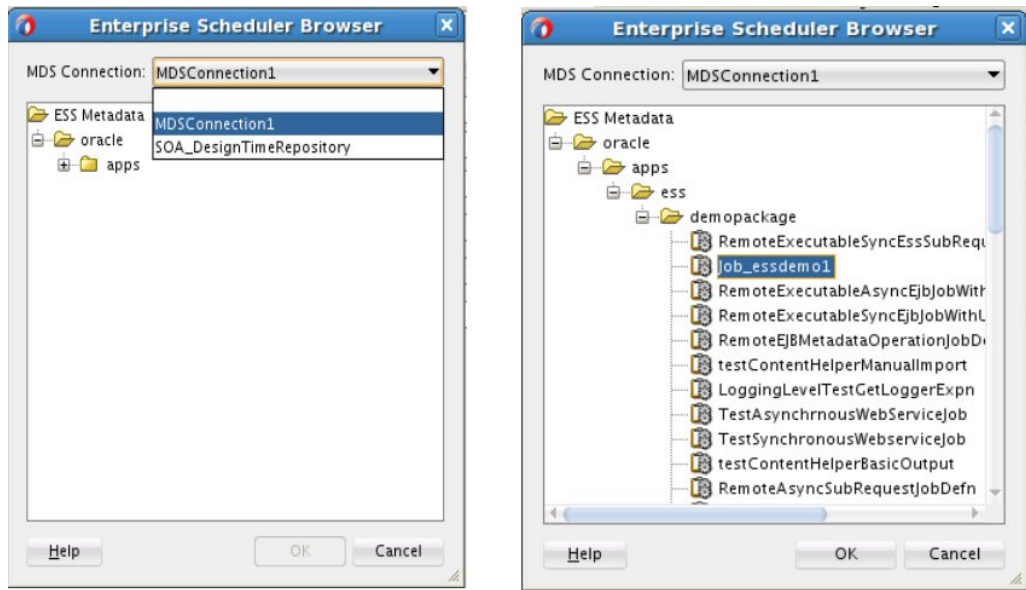 Enterprise Scheduler Browser
MDS Connection: MDSConnection1
MDSConnection1
SOA_DesignTimeRepository
ESS Metadata
oracle
apps
Help
OK
Cancel
Enterprise Scheduler Browser
MDS Connection: MDSConnection1
ESS Metadata
oracle
apps
ess
demopackage
RemoteExecutableSyncEssSubRequ
Job_essdemo1
RemoteExecutableAsyncEjbJobWith
RemoteExecutableSyncEjbJobWithU
RemoteEJBMetadataOperationJobD
testContentHelperManualImport
LoggingLevelTestGetLoggerExpn
TestAsynchrnousWebServiceJob
TestSynchronousWebserviceJob
testContentHelperBasicOutput
RemoteAsyncSubRequestJobDefn
Help
OK
Cancel